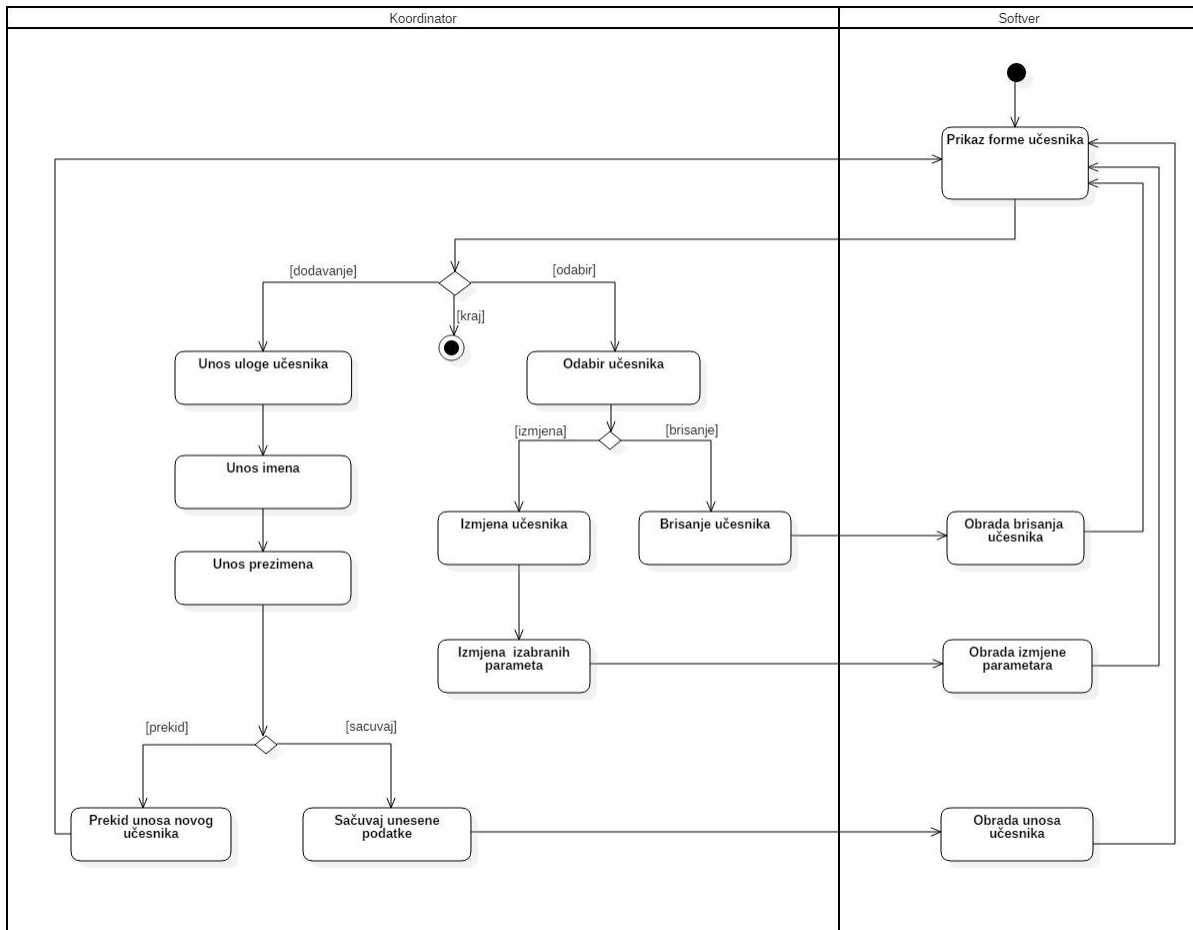 Koordinator
Softver
Prikaz forme učesnika
[dodavanje]
[odabir]
[kraj]
Unos uloge učesnika
Odabir učesnika
[izmjena]
[brisanje]
Unos imena
Izmjena učesnika
Brisanje učesnika
Obrada brisanja
učesnika
Unos prezimena
Izmjena izabranih
parameta
Obrada izmjene
parametara
[prekid]
[sacuvaj]
Prekid unosa novog
učesnika
Sačuvaj unesene
podatke
Obrada unosa
učesnika